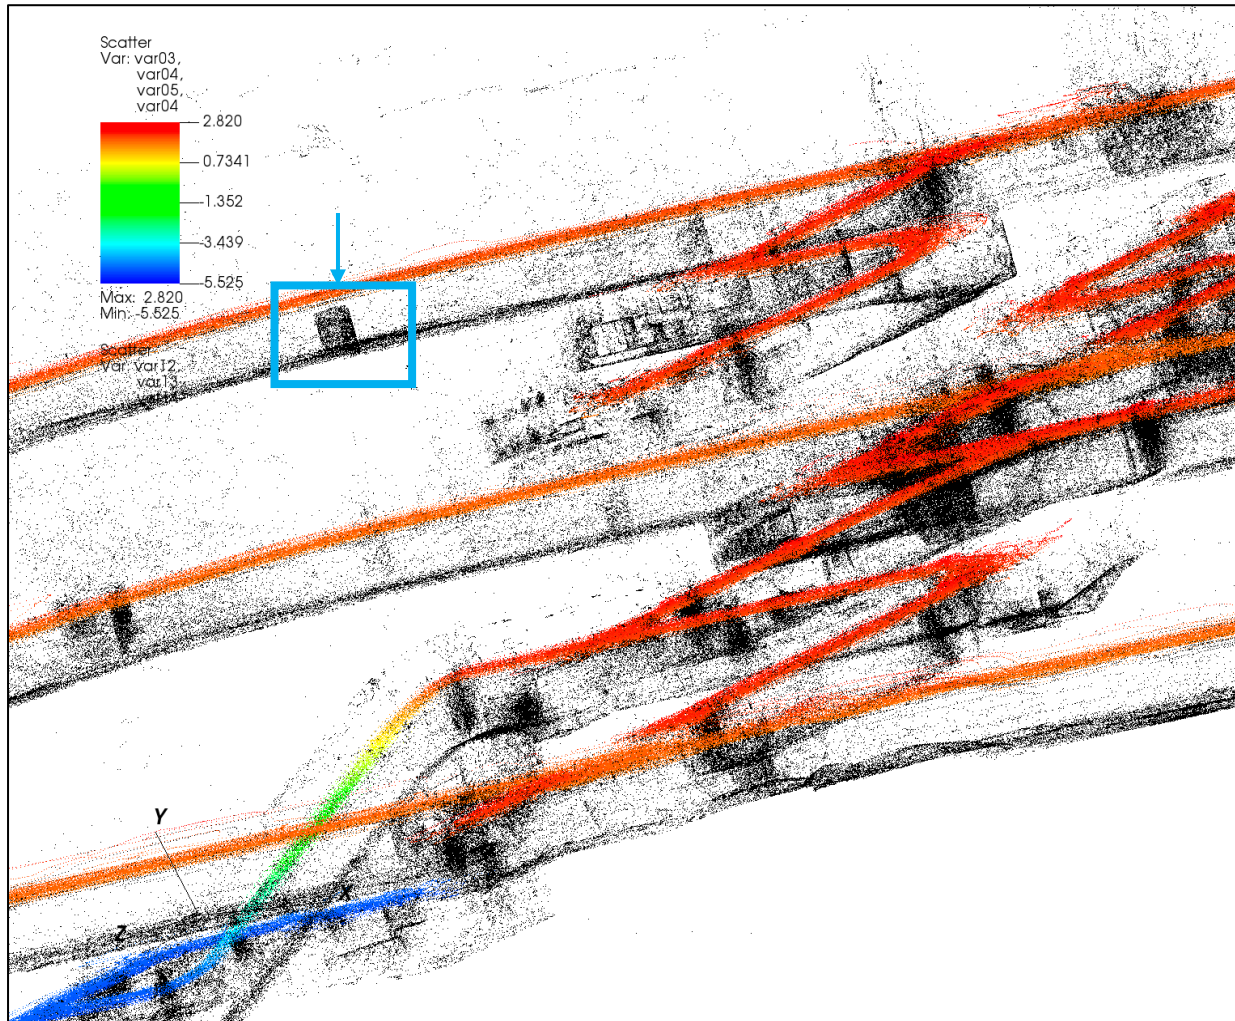 Scatter
Var: var03,
var04,
var05,
var04
2.820
0.7341
-1.352
-3.439
-5.525
Max: 2.820
Min: -5.525
Scatter
Var: var12,
var13,
Y
X
Z